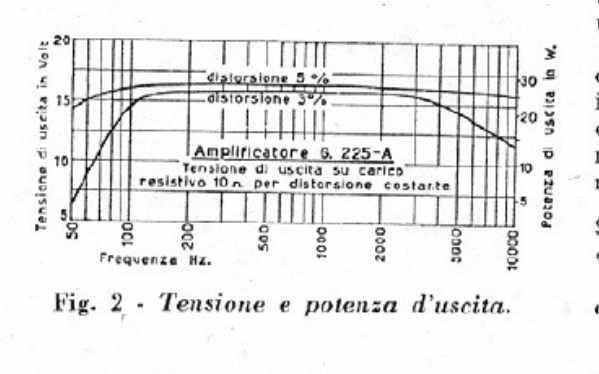 Tensione di uscita in Volt
20
15
10
5
distorsione 5 %
distorsione 3%
Amplificatore G. 225-A
Tensione di uscita su carico
resistivo 10 Ω per distorsione costante
30
20
10
5
Potenza di uscita in W.
50
100
200
500
1000
2000
5000
10000
Frequenza Hz.
Fig. 2 - Tensione e potenza d'uscita.